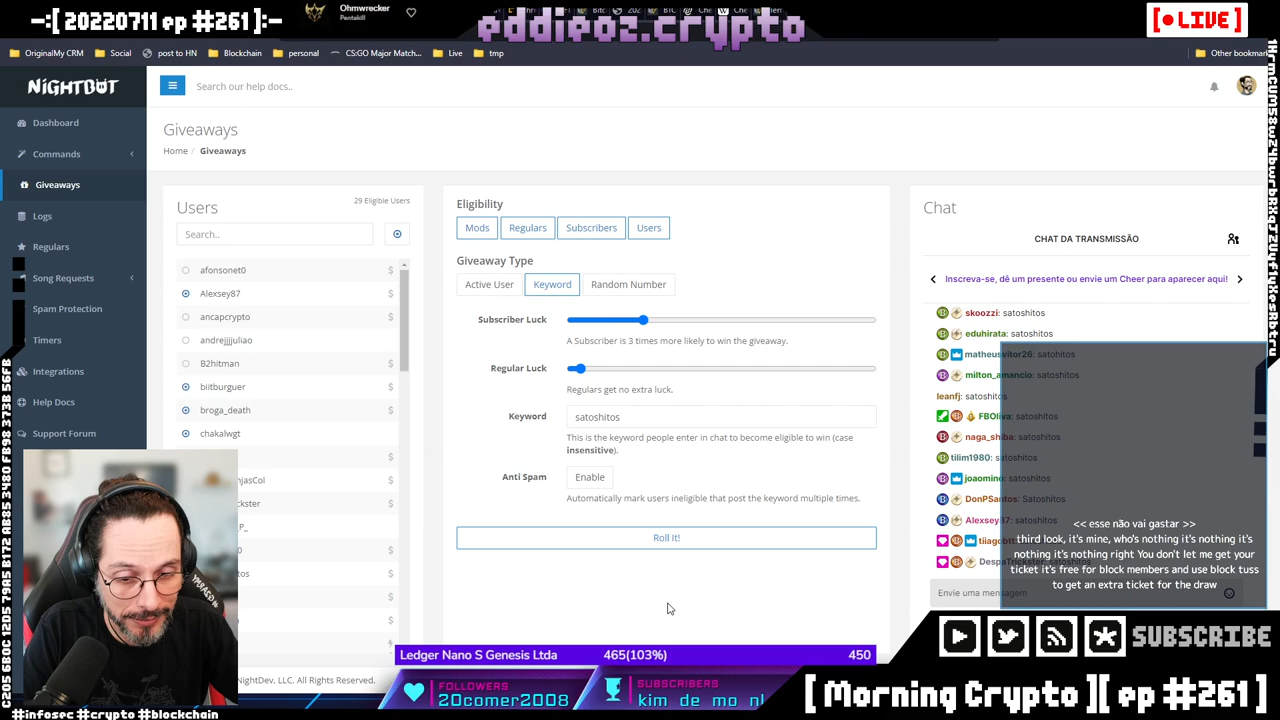 -:[ 20220711 ep #261 ]:-
Ohmwrecker
Pentakill
eddieoz.crypto
[● LIVE ]
OriginalMy CRM
Social
post to HN
Blockchain
personal
CS:GO Major Match...
Live
tmp
Other bookmar
NiGHTBOT
Search our help docs..
Dashboard
Commands
Giveaways
Logs
Regulars
Song Requests
Spam Protection
Timers
Integrations
Help Docs
Support Forum
Giveaways
Home / Giveaways
Users
29 Eligible Users
Search..
afonsonet0 $
Alexsey87 $
ancapcrypto $
andrejjjjuliao $
B2hitman $
biitburguer $
broga_death $
chakalwgt $
Eligibility
Mods Regulars Subscribers Users
Giveaway Type
Active User Keyword Random Number
Subscriber Luck
A Subscriber is 3 times more likely to win the giveaway.
Regular Luck
Regulars get no extra luck.
Keyword satoshitos
This is the keyword people enter in chat to become eligible to win (case
insensitive).
Anti Spam Enable
Automatically mark users ineligible that post the keyword multiple times.
Roll It!
Chat
CHAT DA TRANSMISSÃO
Inscreva-se, dê um presente ou envie um Cheer para aparecer aqui!
skoozzi: satoshitos
eduhirata: satoshitos
matheusvitor26: satohitos
milton_amancio: satoshitos
leanfj: satoshitos
FBOliva: satoshitos
naga_shiba: satoshitos
tilim1980: satoshitos
joaomino: satoshitos
DonPSantos: Satoshitos
Alexsey87: satoshitos
Envie uma mensagem
<< esse não vai gastar >>
third look, it's mine, who's nothing it's nothing it's
nothing it's nothing right You don't let me get your
ticket it's free for block members and use block tuss
to get an extra ticket for the draw
, LLC. All Rights Reserved.
Ledger Nano S Genesis Ltda 465(103%) 450
FOLLOWERS
20comer2008
SUBSCRIBERS
kim_de_mo_nl
SUBSCRIBE
[ Morning Crypto ][ ep #261 ]
#infosec #crypto #blockchain